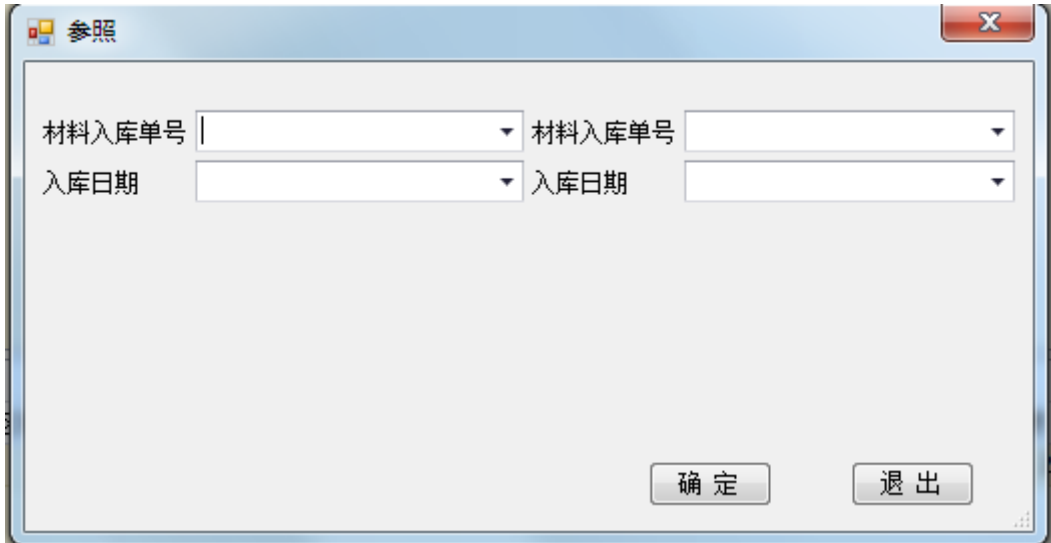 参照
材料入库单号 材料入库单号
入库日期 入库日期
确 定 退 出